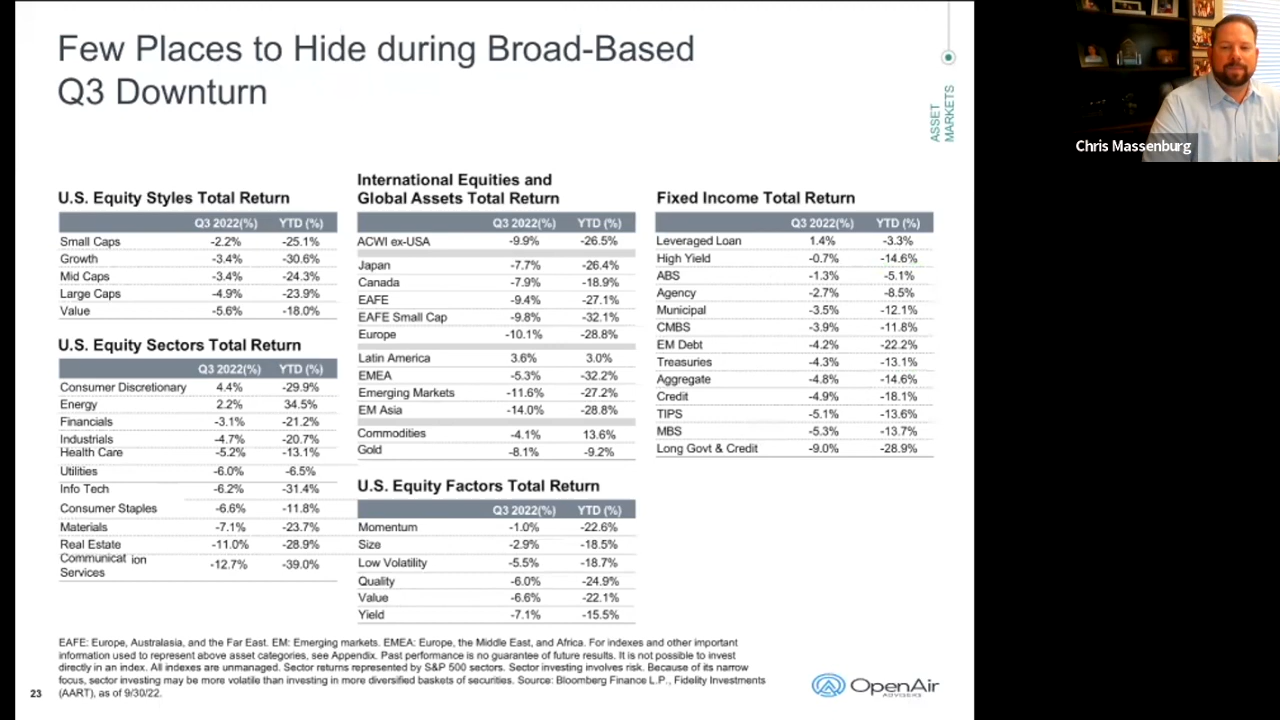 Few Places to Hide during Broad-Based
Q3 Downturn
ASSET
MARKETS
Chris Massenburg
U.S. Equity Styles Total Return
Q3 2022(%) YTD (%)
Small Caps -2.2% -25.1%
Growth -3.4% -30.6%
Mid Caps -3.4% -24.3%
Large Caps -4.9% -23.9%
Value -5.6% -18.0%
U.S. Equity Sectors Total Return
Q3 2022(%) YTD (%)
Consumer Discretionary 4.4% -29.9%
Energy 2.2% 34.5%
Financials -3.1% -21.2%
Industrials -4.7% -20.7%
Health Care -5.2% -13.1%
Utilities -6.0% -6.5%
Info Tech -6.2% -31.4%
Consumer Staples -6.6% -11.8%
Materials -7.1% -23.7%
Real Estate -11.0% -28.9%
Communicat ion
Services -12.7% -39.0%
International Equities and
Global Assets Total Return
Q3 2022(%) YTD (%)
ACWI ex-USA -9.9% -26.5%
Japan -7.7% -26.4%
Canada -7.9% -18.9%
EAFE -9.4% -27.1%
EAFE Small Cap -9.8% -32.1%
Europe -10.1% -28.8%
Latin America 3.6% 3.0%
EMEA -5.3% -32.2%
Emerging Markets -11.6% -27.2%
EM Asia -14.0% -28.8%
Commodities -4.1% 13.6%
Gold -8.1% -9.2%
U.S. Equity Factors Total Return
Q3 2022(%) YTD (%)
Momentum -1.0% -22.6%
Size -2.9% -18.5%
Low Volatility -5.5% -18.7%
Quality -6.0% -24.9%
Value -6.6% -22.1%
Yield -7.1% -15.5%
Fixed Income Total Return
Q3 2022(%) YTD (%)
Leveraged Loan 1.4% -3.3%
High Yield -0.7% -14.6%
ABS -1.3% -5.1%
Agency -2.7% -8.5%
Municipal -3.5% -12.1%
CMBS -3.9% -11.8%
EM Debt -4.2% -22.2%
Treasuries -4.3% -13.1%
Aggregate -4.8% -14.6%
Credit -4.9% -18.1%
TIPS -5.1% -13.6%
MBS -5.3% -13.7%
Long Govt & Credit -9.0% -28.9%
EAFE: Europe, Australasia, and the Far East. EM: Emerging markets. EMEA: Europe, the Middle East, and Africa. For indexes and other important
information used to represent above asset categories, see Appendix. Past performance is no guarantee of future results. It is not possible to invest
directly in an index. All indexes are unmanaged. Sector returns represented by S&P 500 sectors. Sector investing involves risk. Because of its narrow
focus, sector investing may be more volatile than investing in more diversified baskets of securities. Source: Bloomberg Finance L.P., Fidelity Investments
(AART), as of 9/30/22.
23
OpenAir
ADVISORS